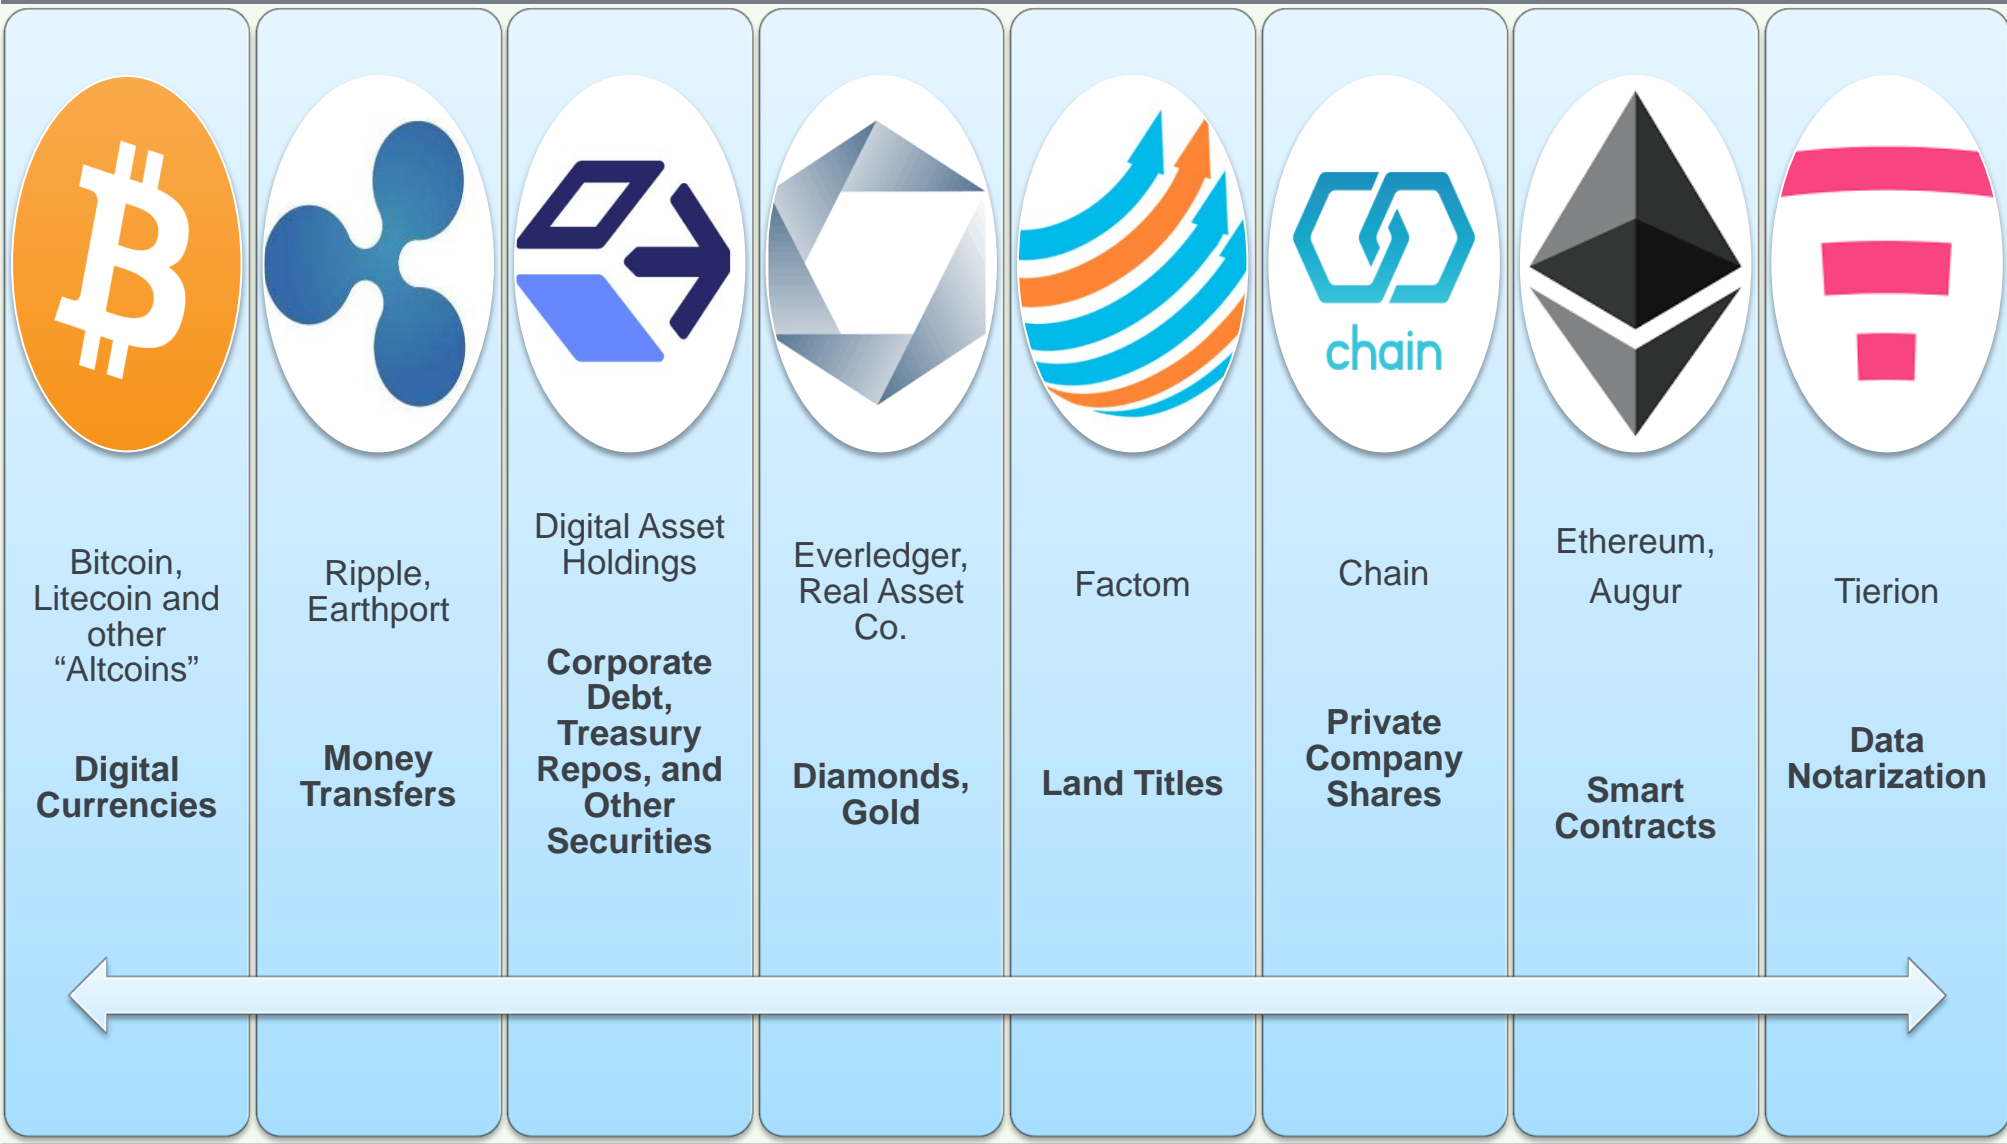 Bitcoin,
Litecoin and
other
“Altcoins”
Digital
Currencies
Ripple,
Earthport
Money
Transfers
Digital Asset
Holdings
Corporate
Debt,
Treasury
Repos, and
Other
Securities
Everledger,
Real Asset
Co.
Diamonds,
Gold
Factom
Land Titles
chain
Chain
Private
Company
Shares
Ethereum,
Augur
Smart
Contracts
Tierion
Data
Notarization